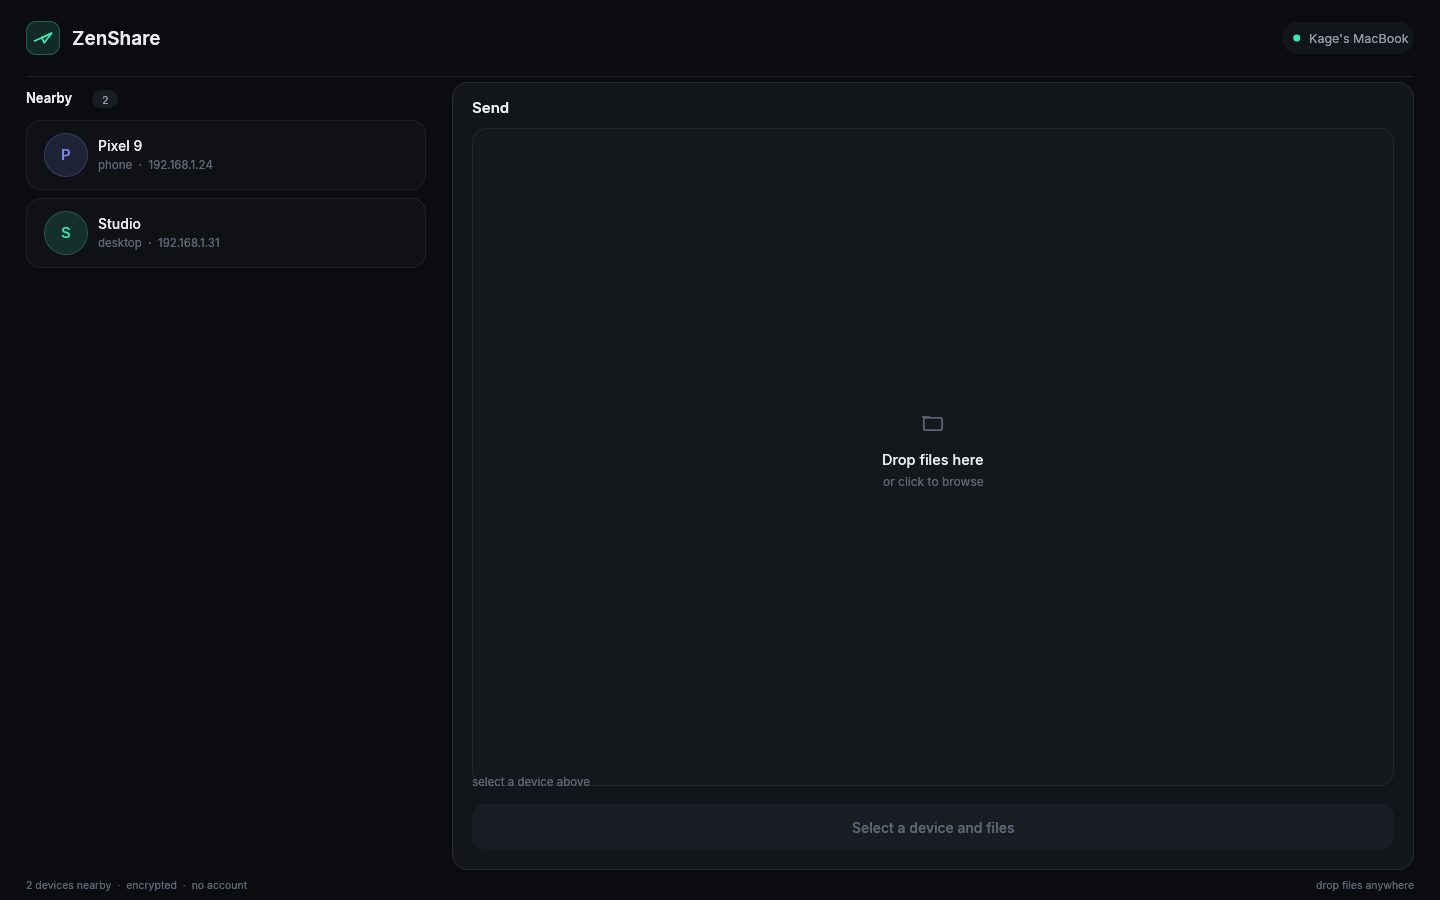 ZenShare
Kage's MacBook
Nearby 2
P
Pixel 9
phone · 192.168.1.24
S
Studio
desktop · 192.168.1.31
Send
Drop files here
or click to browse
select a device above
Select a device and files
2 devices nearby · encrypted · no account
drop files anywhere